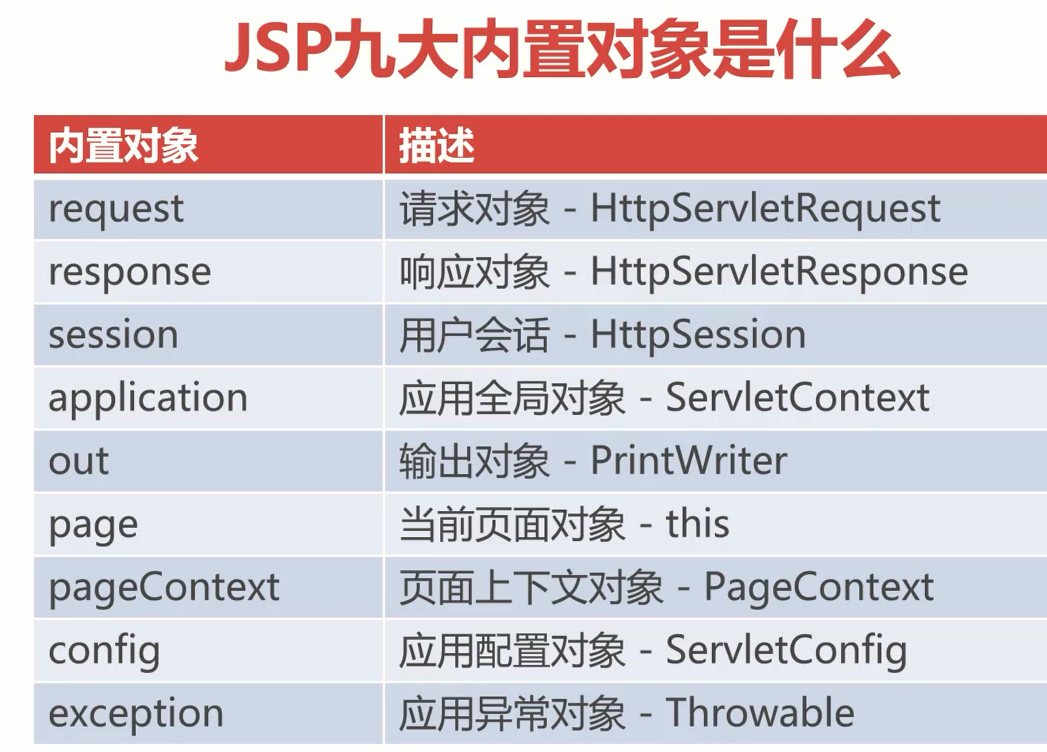 JSP九大内置对象是什么
内置对象 描述
request 请求对象 - HttpServletRequest
response 响应对象 - HttpServletResponse
session 用户会话 - HttpSession
application 应用全局对象 - ServletContext
out 输出对象 - PrintWriter
page 当前页面对象 - this
pageContext 页面上下文对象 - PageContext
config 应用配置对象 - ServletConfig
exception 应用异常对象 - Throwable